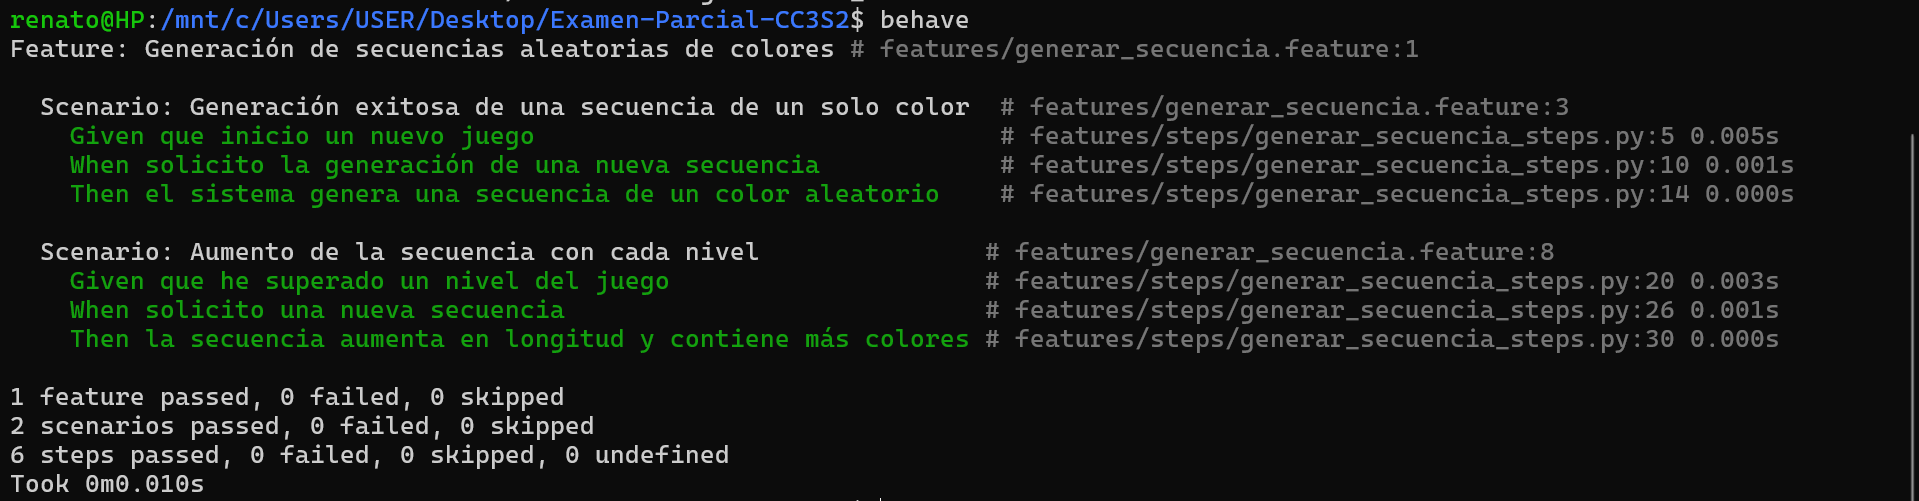 renato@HP:/mnt/c/Users/USER/Desktop/Examen-Parcial-CC3S2$ behave
Feature: Generación de secuencias aleatorias de colores # features/generar_secuencia.feature:1
Scenario: Generación exitosa de una secuencia de un solo color # features/generar_secuencia.feature:3
Given que inicio un nuevo juego # features/steps/generar_secuencia_steps.py:5 0.005s
When solicito la generación de una nueva secuencia # features/steps/generar_secuencia_steps.py:10 0.001s
Then el sistema genera una secuencia de un color aleatorio # features/steps/generar_secuencia_steps.py:14 0.000s
Scenario: Aumento de la secuencia con cada nivel # features/generar_secuencia.feature:8
Given que he superado un nivel del juego # features/steps/generar_secuencia_steps.py:20 0.003s
When solicito una nueva secuencia # features/steps/generar_secuencia_steps.py:26 0.001s
Then la secuencia aumenta en longitud y contiene más colores # features/steps/generar_secuencia_steps.py:30 0.000s
1 feature passed, 0 failed, 0 skipped
2 scenarios passed, 0 failed, 0 skipped
6 steps passed, 0 failed, 0 skipped, 0 undefined
Took 0m0.010s